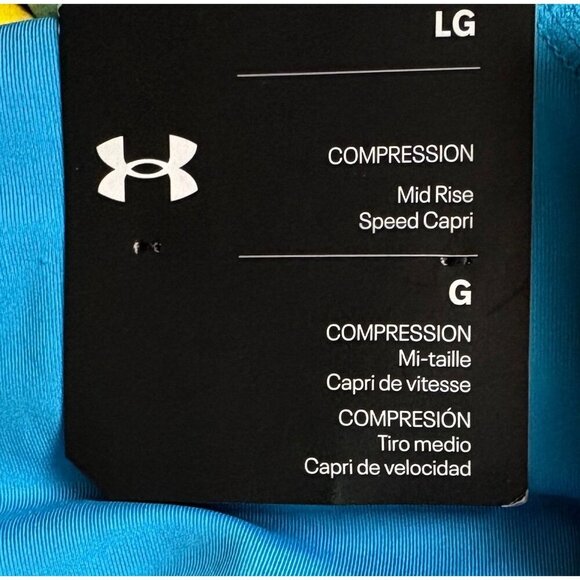 LG
COMPRESSION
Mid Rise
Speed Capri
G
COMPRESSION
Mi-taille
Capri de vitesse
COMPRESIÓN
Tiro medio
Capri de velocidad